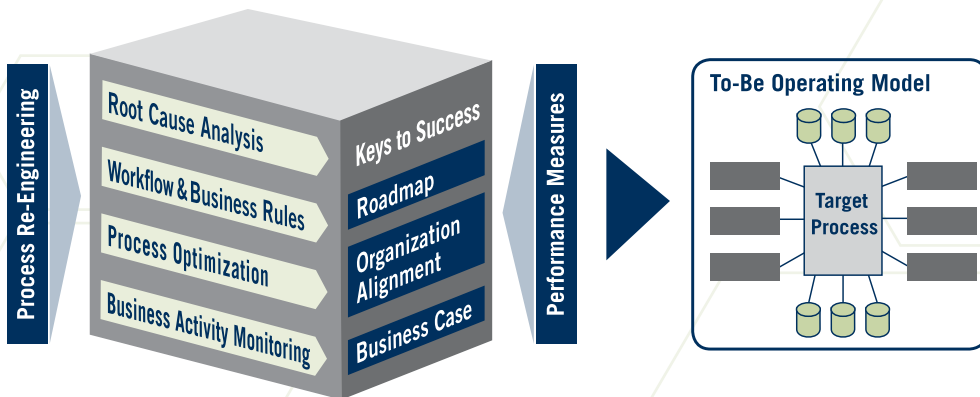 Process Re-Engineering
Root Cause Analysis
Workflow & Business Rules
Process Optimization
Business Activity Monitoring
Keys to Success
Roadmap
Organization
Alignment
Business Case
Performance Measures
To-Be Operating Model
Target
Process